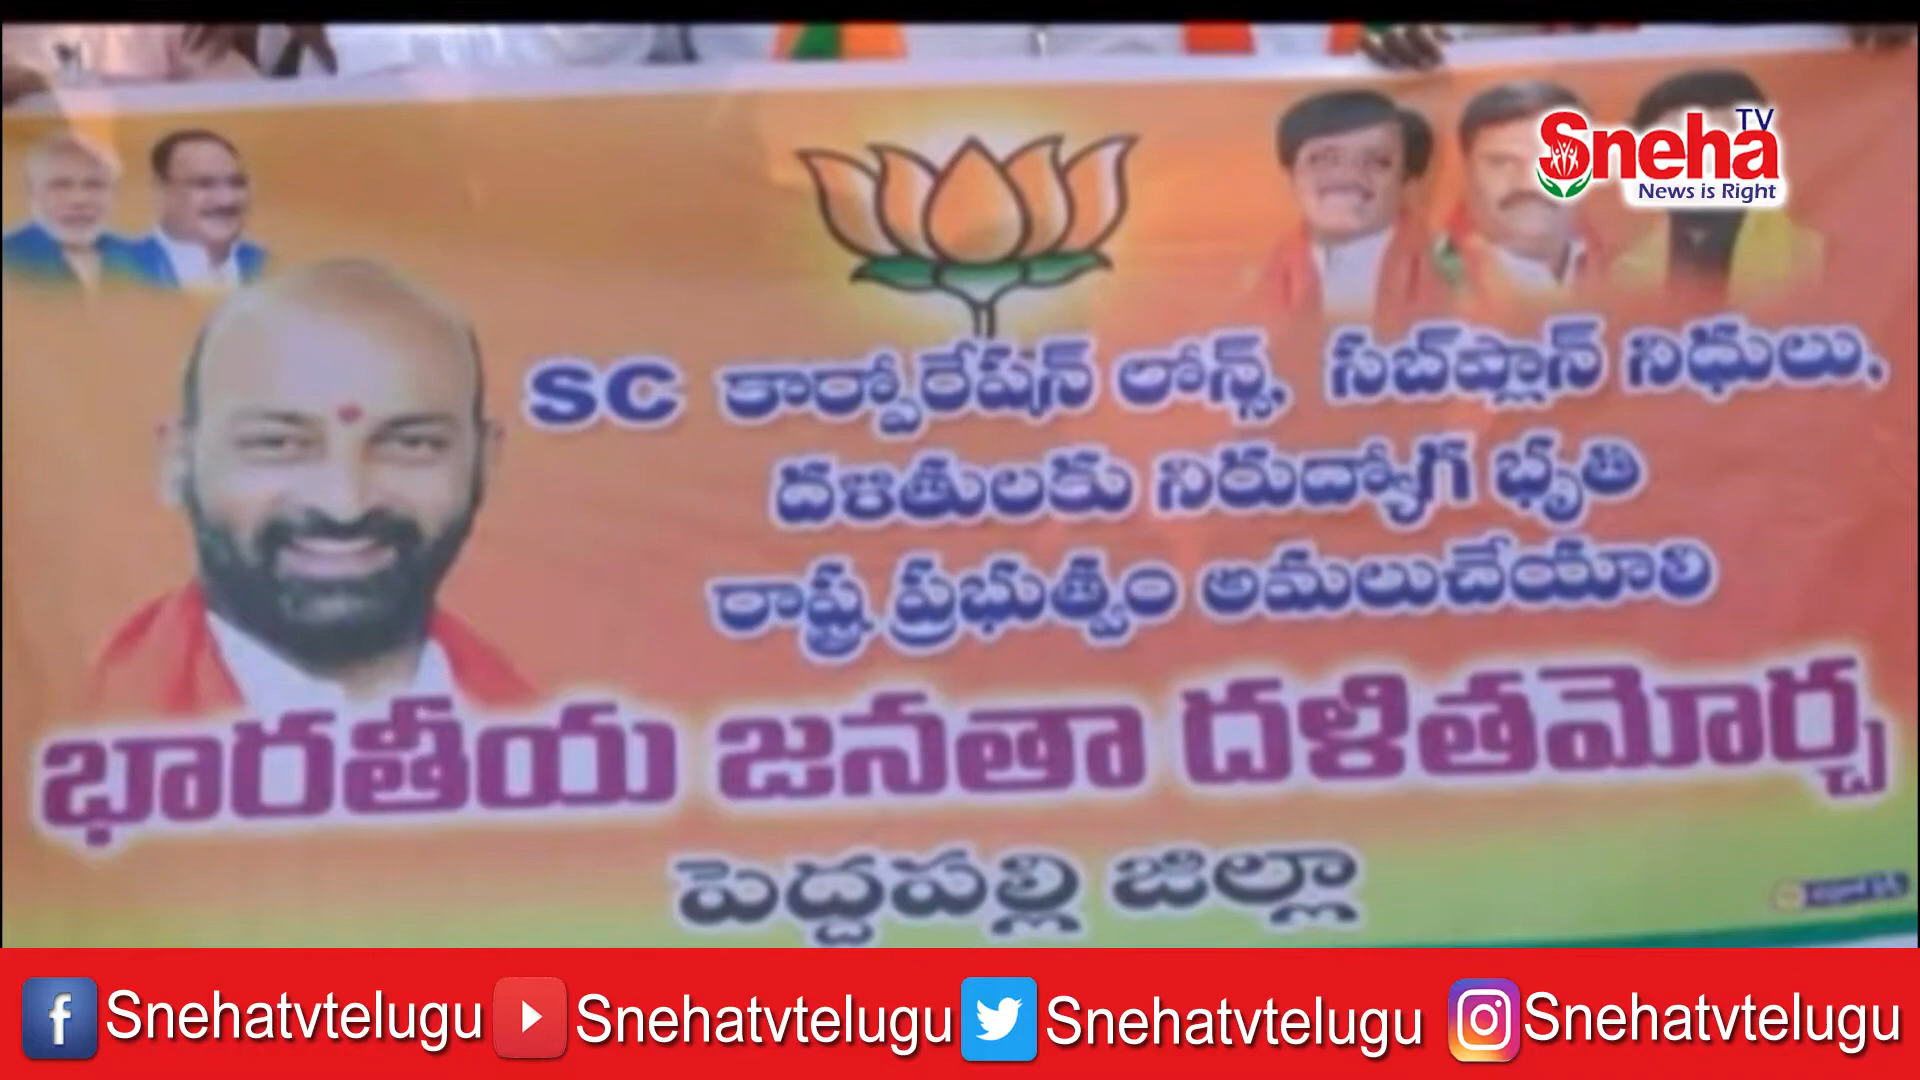 TV
Sneha
News is Right
SC కార్పోరేషన్ లోన్స్, సబ్‌ప్లాన్ నిధులు,
దళితులకు నిరుద్యోగ భృతి
రాష్ట్ర ప్రభుత్వం అమలుచేయాలి
భారతీయ జనతా దళితమోర్చ
పెద్దపల్లి జిల్లా
Snehatvtelugu Snehatvtelugu Snehatvtelugu Snehatvtelugu